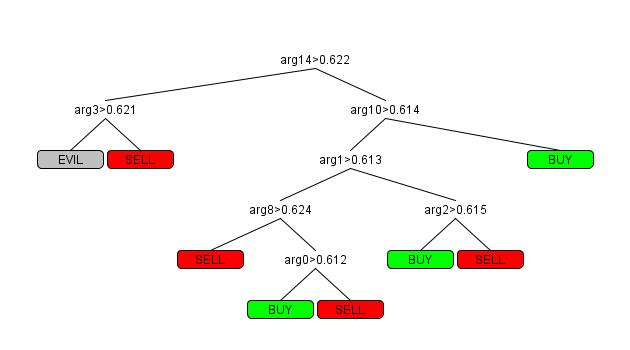 arg14>0.622
arg3>0.621
arg10>0.614
EVIL
SELL
arg1>0.613
BUY
arg8>0.624
arg2>0.615
SELL
arg0>0.612
BUY
SELL
BUY
SELL